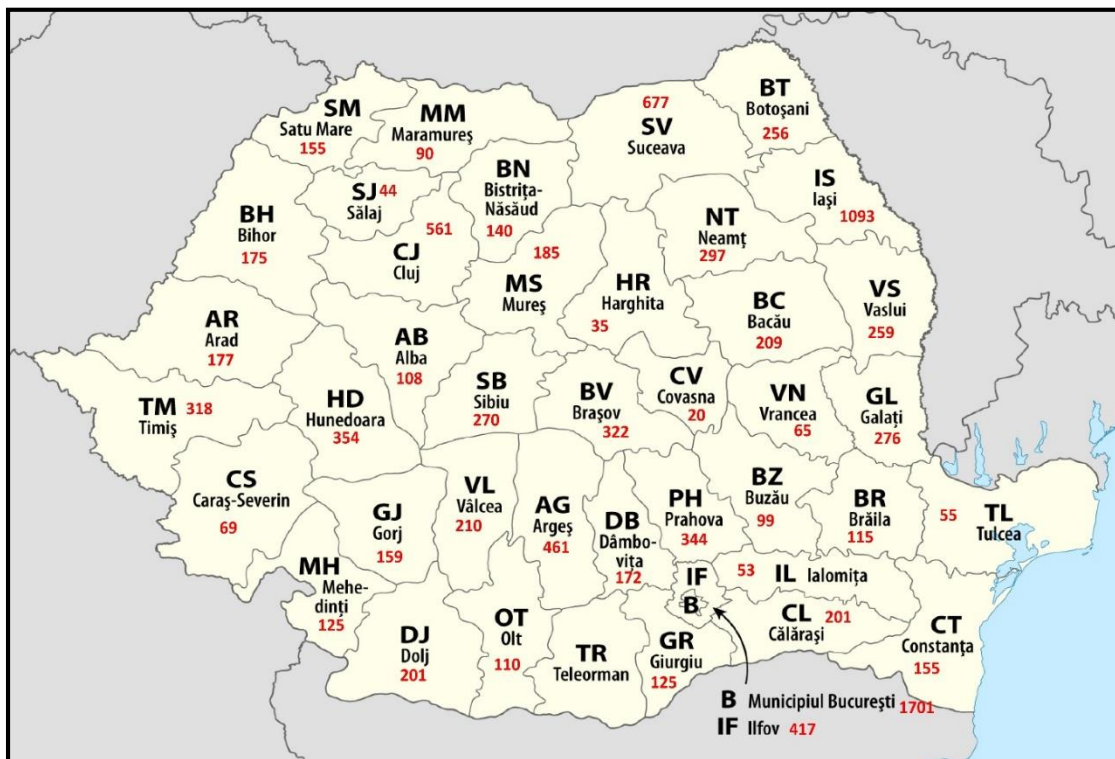 SM
Satu Mare
155
MM
Maramureş
90
677
SV
Suceava
BT
Botoşani
256
BN
Bistriţa-
Năsăud
140
SJ 44
Sălaj
IS
Iaşi
1093
BH
Bihor
175
561
CJ
Cluj
185
MS
Mureş
HR
Harghita
35
NT
Neamţ
297
BC
Bacău
209
VS
Vaslui
259
AR
Arad
177
AB
Alba
108
TM 318
Timiş
HD
Hunedoara
354
SB
Sibiu
270
BV
Braşov
322
CV
Covasna
20
VN
Vrancea
65
GL
Galaţi
276
CS
Caraş-Severin
69
GJ
Gorj
159
VL
Vâlcea
210
AG
Argeş
461
DB
Dâmbo-
viţa
172
PH
Prahova
344
BZ
Buzău
99
BR
Brăila
115
55
TL
Tulcea
MH
Mehe-
dinţi
125
IF
B
53 IL Ialomiţa
DJ
Dolj
201
OT
Olt
110
TR
Teleorman
GR
Giurgiu
125
CL 201
Călăraşi
CT
Constanţa
155
B Municipiul Bucureşti 1701
IF Ilfov 417